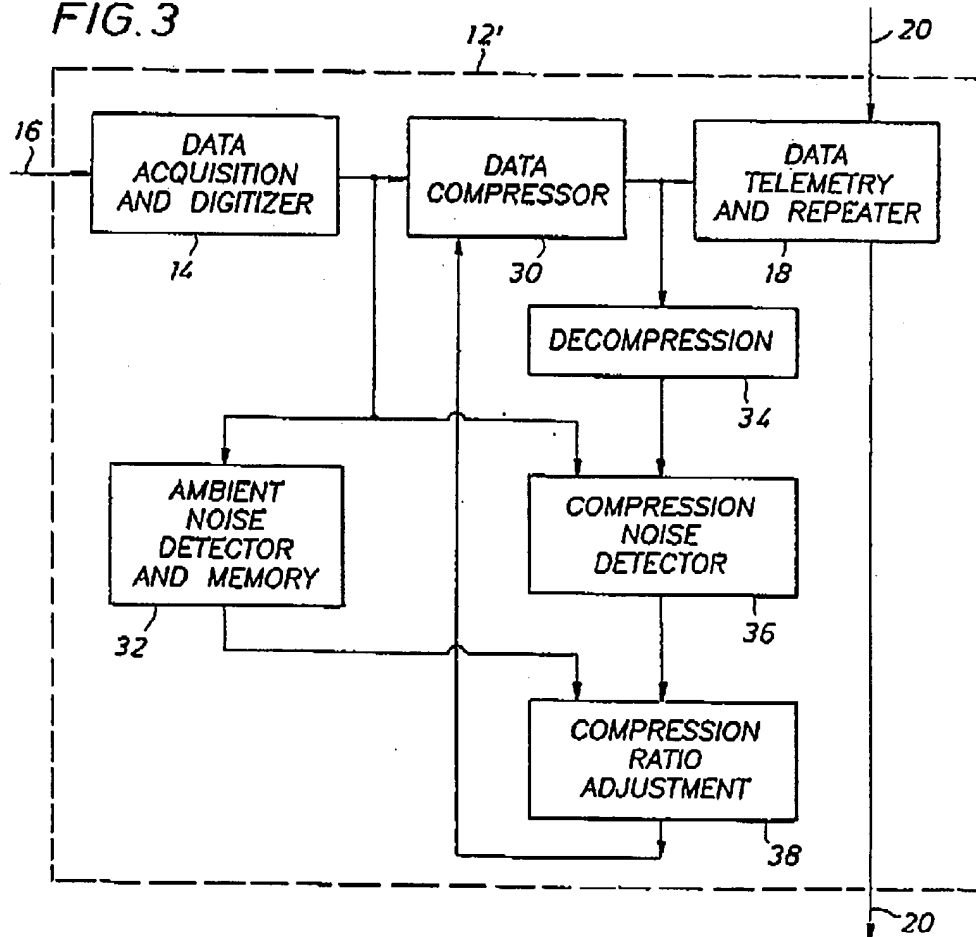 FIG. 3
12'
20
16
DATA
ACQUISITION
AND DIGITIZER
14
DATA
COMPRESSOR
30
DATA
TELEMETRY
AND REPEATER
18
DECOMPRESSION
34
AMBIENT
NOISE
DETECTOR
AND MEMORY
32
COMPRESSION
NOISE
DETECTOR
36
COMPRESSION
RATIO
ADJUSTMENT
38
20